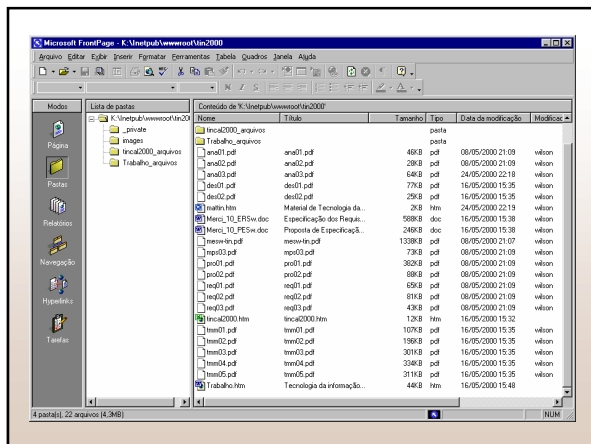 Microsoft FrontPage - K:\Inetpub\wwwroot\tin2000
Arquivo Editar Exibir Inserir Formatar Ferramentas Tabela Quadros Janela Ajuda
N I S
Modos
Página
Pastas
Relatórios
Navegação
Hyperlinks
Tarefas
Lista de pastas
K:\Inetpub\wwwroot\tin20
_private
images
tincal2000_arquivos
Trabalho_arquivos
Conteúdo de 'K:\Inetpub\wwwroot\tin2000'
Nome Título Tamanho Tipo Data da modificação Modificac
tincal2000_arquivos pasta
Trabalho_arquivos pasta
ana01.pdf ana01.pdf 46KB pdf 08/05/2000 21:09 wilson
ana02.pdf ana02.pdf 28KB pdf 08/05/2000 21:09 wilson
ana03.pdf ana03.pdf 64KB pdf 24/05/2000 22:18 wilson
des01.pdf des01.pdf 77KB pdf 16/05/2000 15:35 wilson
des02.pdf des02.pdf 25KB pdf 16/05/2000 15:35 wilson
mattin.htm Material de Tecnologia da... 2KB htm 24/05/2000 22:19 wilson
Merci_10_ERSw.doc Especificação dos Requis... 588KB doc 16/05/2000 15:38 wilson
Merci_10_PESw.doc Proposta de Especificaçã... 246KB doc 16/05/2000 15:38 wilson
mesw-tin.pdf mesw-tin.pdf 1338KB pdf 08/05/2000 21:07 wilson
mps03.pdf mps03.pdf 73KB pdf 08/05/2000 21:09 wilson
pro01.pdf pro01.pdf 382KB pdf 08/05/2000 21:09 wilson
pro02.pdf pro02.pdf 88KB pdf 08/05/2000 21:09 wilson
req01.pdf req01.pdf 65KB pdf 08/05/2000 21:09 wilson
req02.pdf req02.pdf 81KB pdf 08/05/2000 21:09 wilson
req03.pdf req03.pdf 43KB pdf 08/05/2000 21:09 wilson
tincal2000.htm tincal2000.htm 12KB htm 16/05/2000 15:32
tmm01.pdf tmm01.pdf 107KB pdf 16/05/2000 15:35 wilson
tmm02.pdf tmm02.pdf 196KB pdf 16/05/2000 15:35 wilson
tmm03.pdf tmm03.pdf 301KB pdf 16/05/2000 15:35 wilson
tmm04.pdf tmm04.pdf 334KB pdf 16/05/2000 15:35 wilson
tmm05.pdf tmm05.pdf 311KB pdf 16/05/2000 15:35 wilson
Trabalho.htm Tecnologia da informação... 44KB htm 16/05/2000 15:48
4 pasta(s), 22 arquivos (4,3MB) NUM